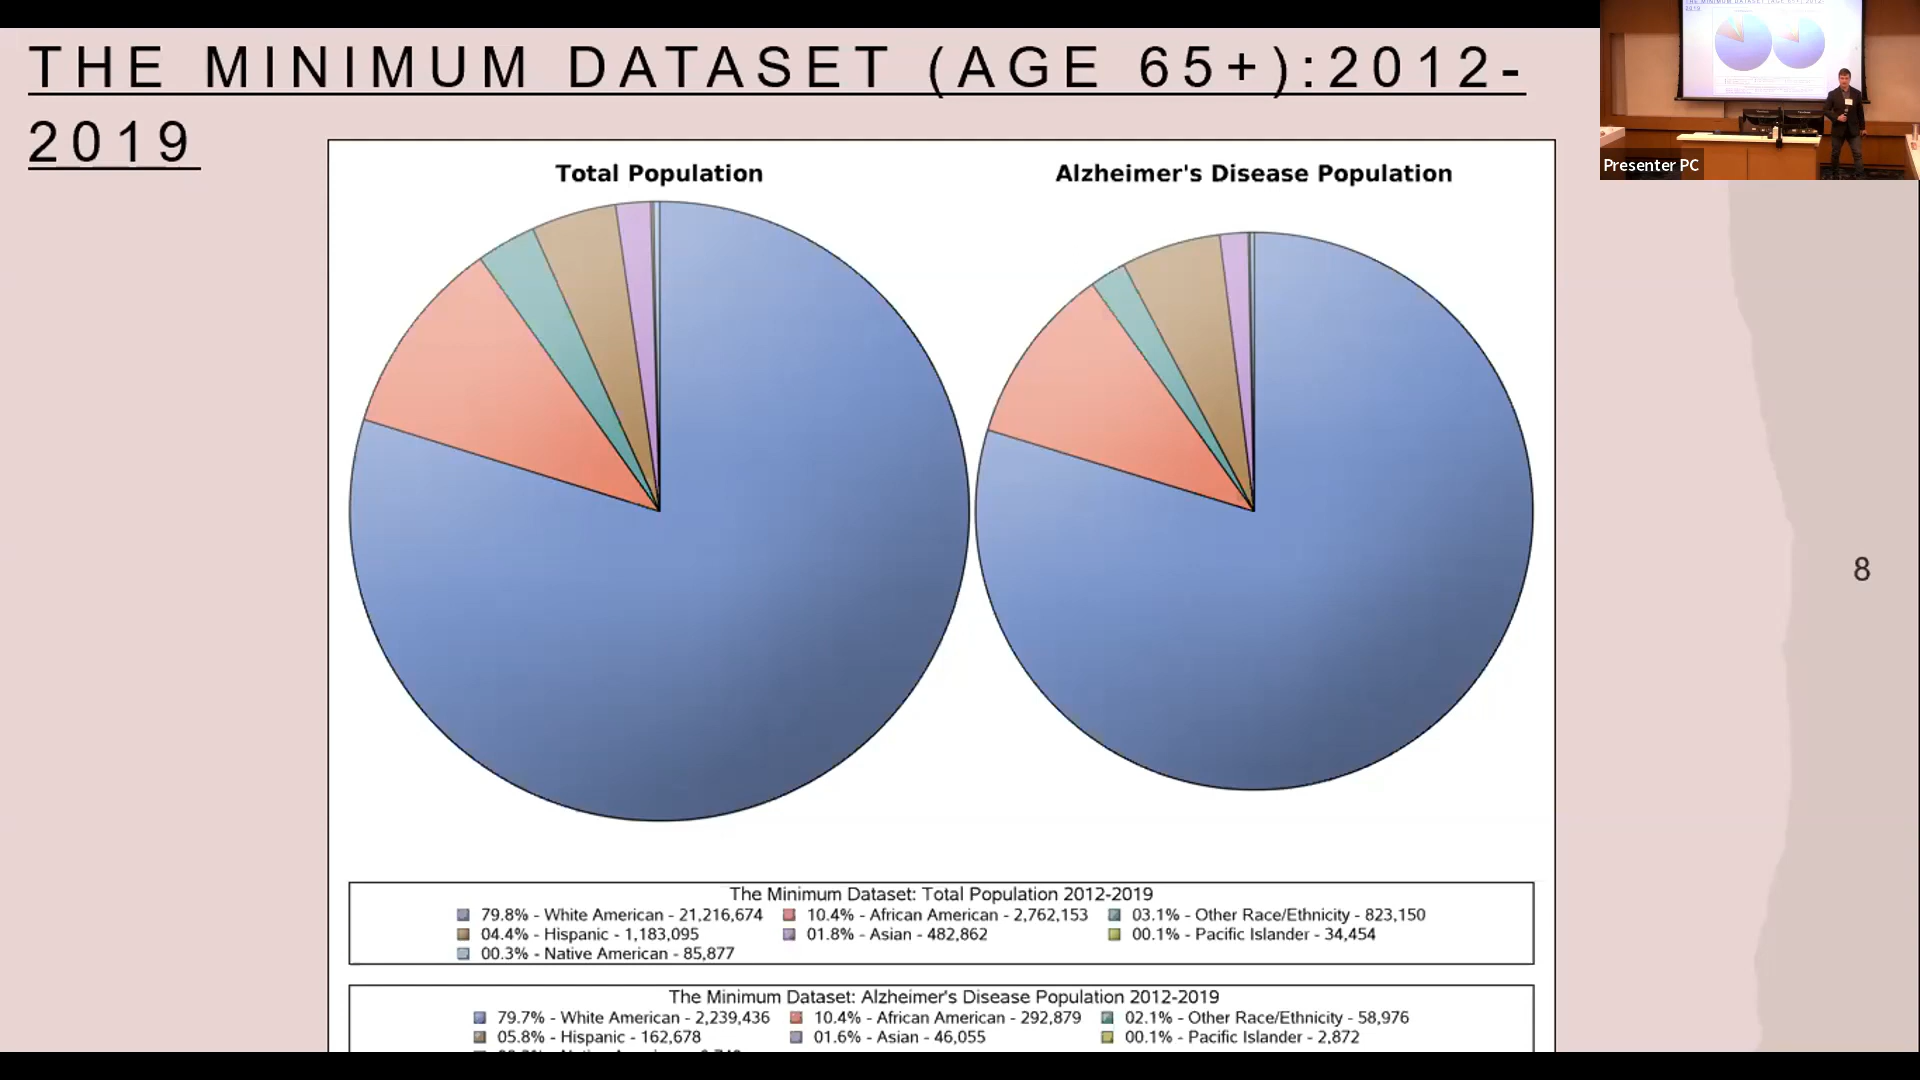 THE MINIMUM DATASET (AGE 65+):2012-
2019
Presenter PC
Total Population
Alzheimer's Disease Population
8
The Minimum Dataset: Total Population 2012-2019
79.8% - White American - 21,216,674 10.4% - African American - 2,762,153 03.1% - Other Race/Ethnicity - 823,150
04.4% - Hispanic - 1,183,095 01.8% - Asian - 482,862 00.1% - Pacific Islander - 34,454
00.3% - Native American - 85,877
The Minimum Dataset: Alzheimer's Disease Population 2012-2019
79.7% - White American - 2,239,436 10.4% - African American - 292,879 02.1% - Other Race/Ethnicity - 58,976
05.8% - Hispanic - 162,678 01.6% - Asian - 46,055 00.1% - Pacific Islander - 2,872